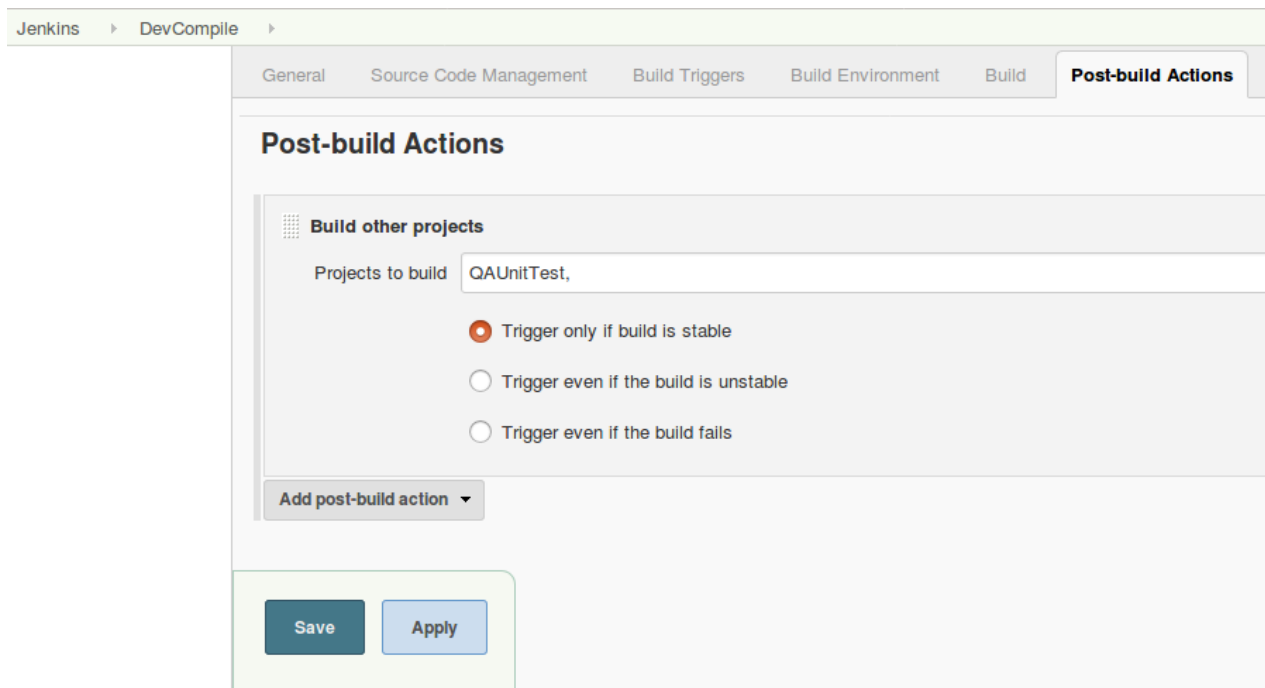 Jenkins DevCompile
General Source Code Management Build Triggers Build Environment Build Post-build Actions
Post-build Actions
Build other projects
Projects to build QAUnitTest,
Trigger only if build is stable
Trigger even if the build is unstable
Trigger even if the build fails
Add post-build action
Save Apply